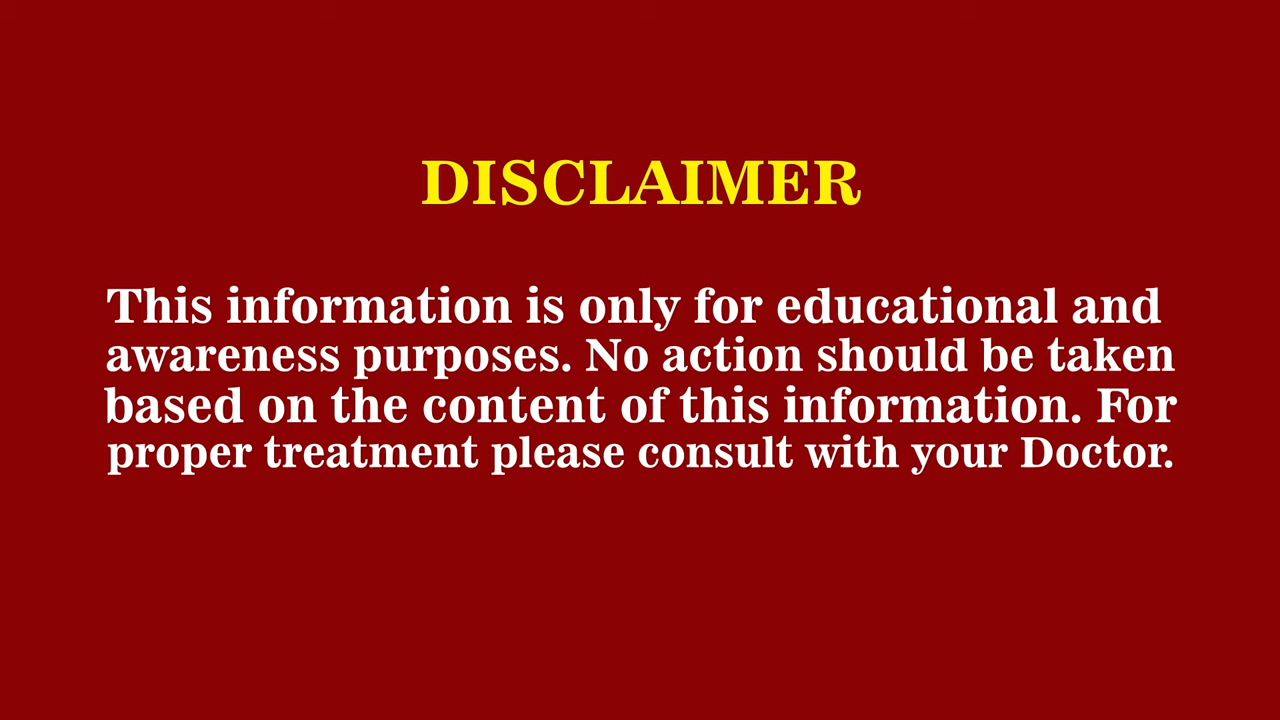 DISCLAIMER
This information is only for educational and
awareness purposes. No action should be taken
based on the content of this information. For
proper treatment please consult with your Doctor.